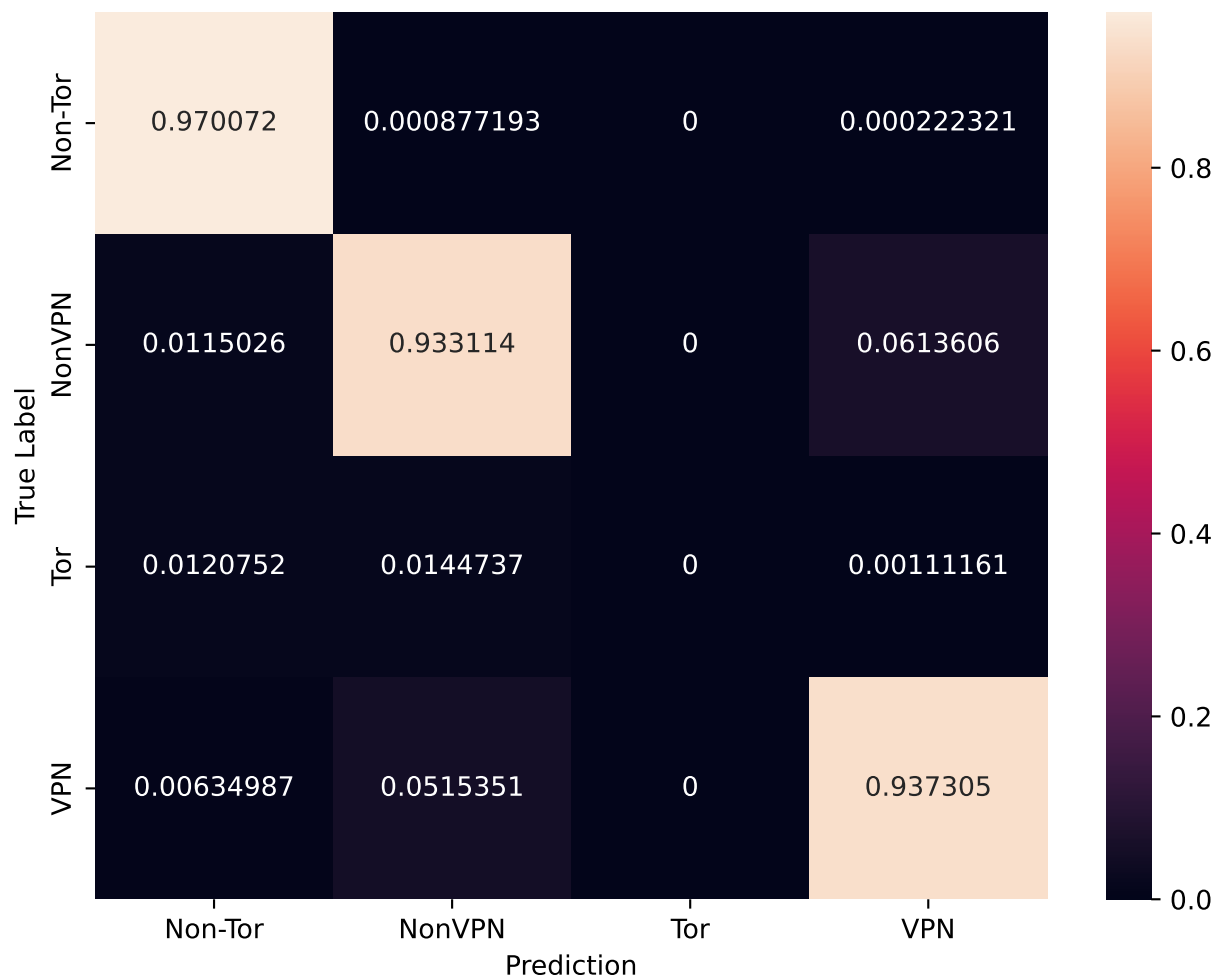 True Label
Non-Tor
0.970072 0.000877193 0 0.000222321
NonVPN
0.0115026 0.933114 0 0.0613606
Tor
0.0120752 0.0144737 0 0.00111161
VPN
0.00634987 0.0515351 0 0.937305
Non-Tor NonVPN Tor VPN
Prediction
0.8
0.6
0.4
0.2
0.0